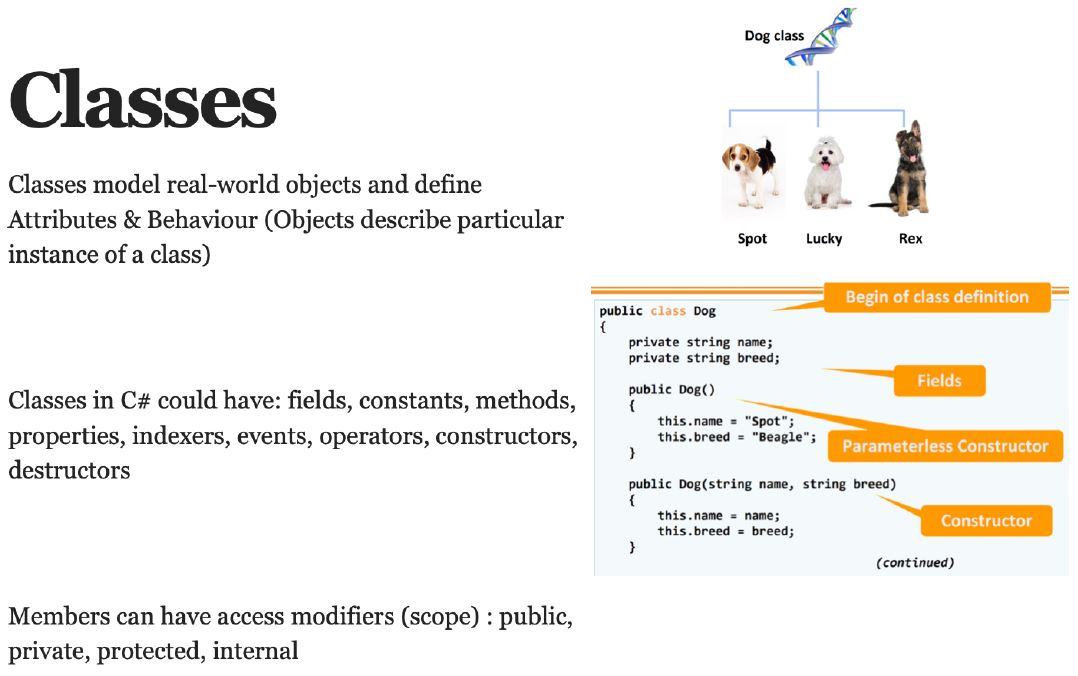 Classes
Classes model real-world objects and define
Attributes & Behaviour (Objects describe particular
instance of a class)
Classes in C# could have: fields, constants, methods,
properties, indexers, events, operators, constructors,
destructors
Members can have access modifiers (scope) : public,
private, protected, internal
Dog class
Spot
Lucky
Rex
Begin of class definition
public class Dog
{
private string name;
private string breed;
Fields
public Dog()
{
this.name = "Spot";
this.breed = "Beagle";
}
Parameterless Constructor
public Dog(string name, string breed)
{
this.name = name;
this.breed = breed;
}
Constructor
(continued)